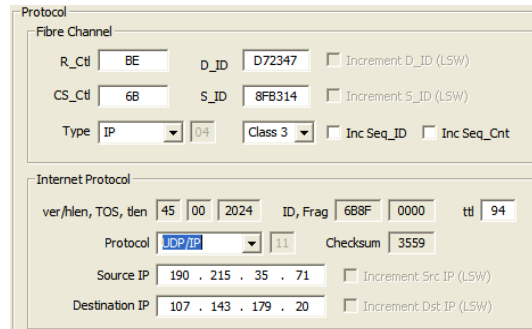 Protocol
Fibre Channel
R_Ctl BE D_ID D72347 Increment D_ID (LSW)
CS_Ctl 6B S_ID 8FB314 Increment S_ID (LSW)
Type IP 04 Class 3 Inc Seq_ID Inc Seq_Cnt
Internet Protocol
ver/hlen, TOS, tlen 45 00 2024 ID, Frag 6B8F 0000 ttl 94
Protocol UDP/IP 11 Checksum 3559
Source IP 190 . 215 . 35 . 71 Increment Src IP (LSW)
Destination IP 107 . 143 . 179 . 20 Increment Dst IP (LSW)